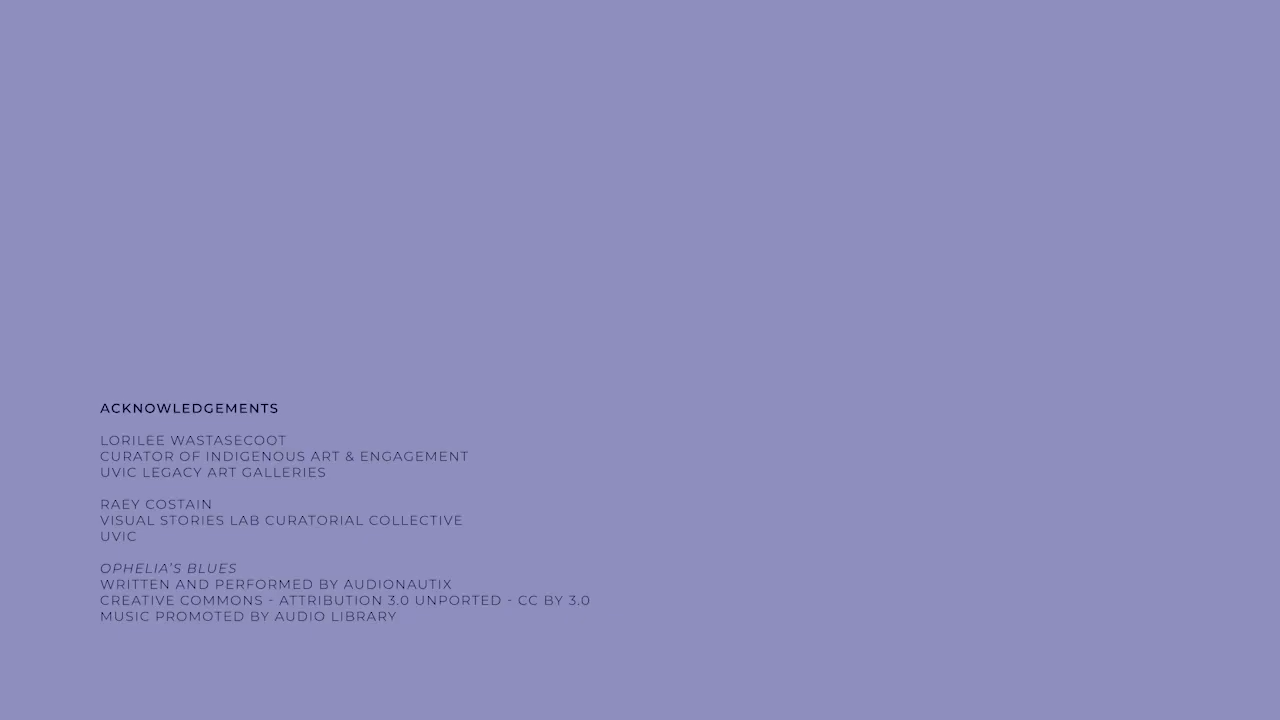 ACKNOWLEDGEMENTS
LORILEE WASTASECOOT
CURATOR OF INDIGENOUS ART & ENGAGEMENT
UVIC LEGACY ART GALLERIES
RAEY COSTAIN
VISUAL STORIES LAB CURATORIAL COLLECTIVE
UVIC
OPHELIA'S BLUES
WRITTEN AND PERFORMED BY AUDIONAUTIX
CREATIVE COMMONS - ATTRIBUTION 3.0 UNPORTED - CC BY 3.0
MUSIC PROMOTED BY AUDIO LIBRARY